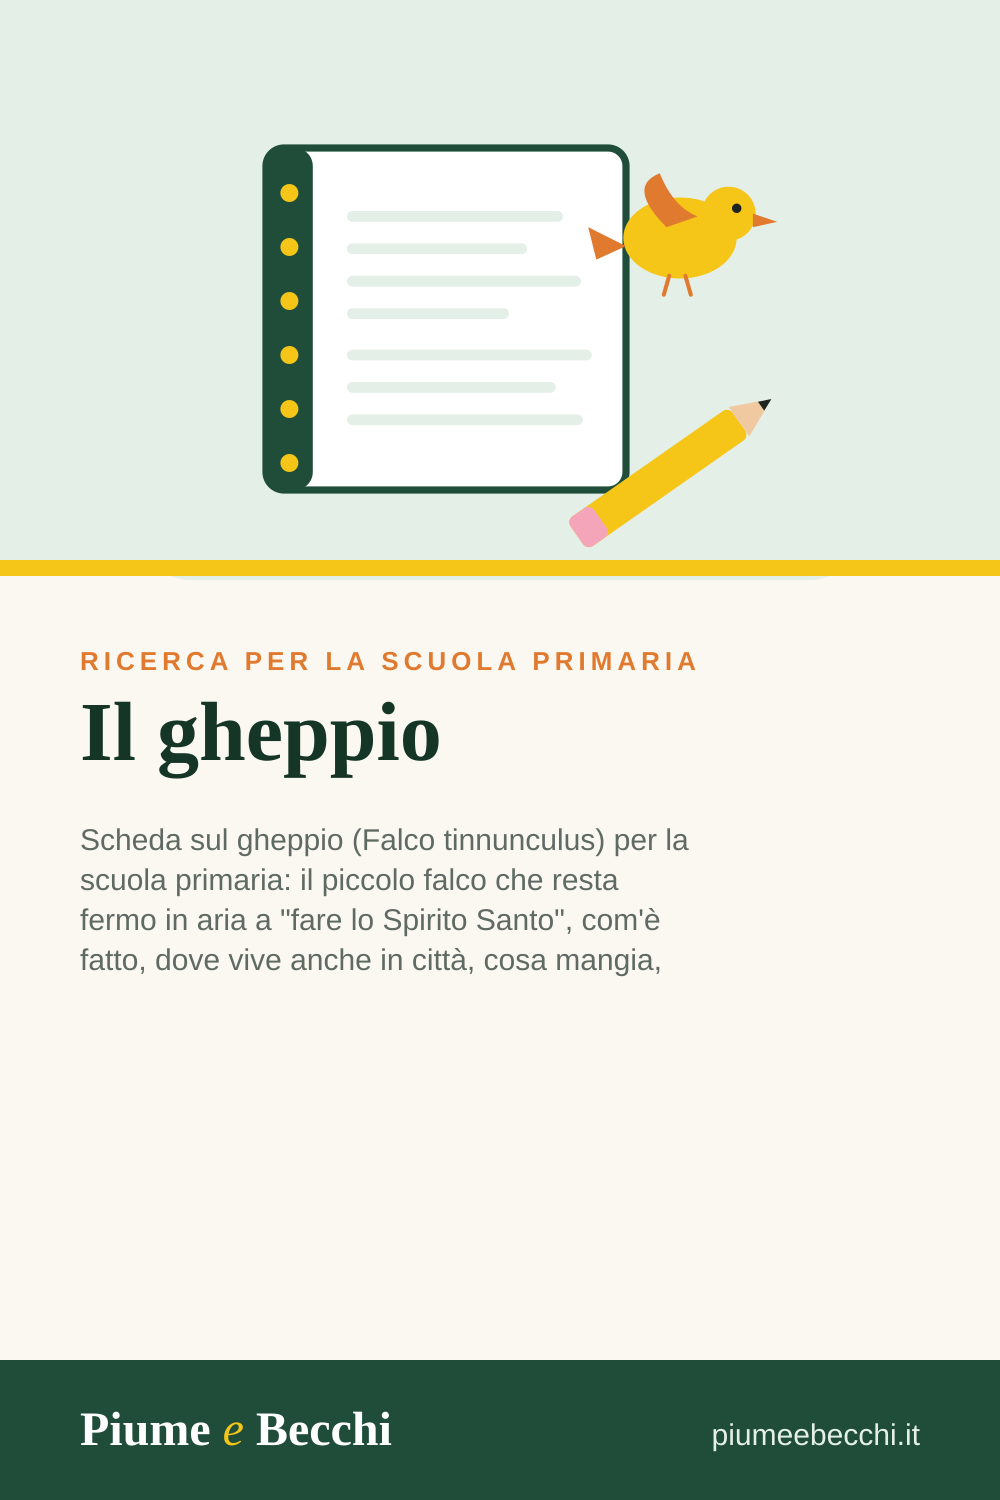 RICERCA PER LA SCUOLA PRIMARIA
Il gheppio
Scheda sul gheppio (Falco tinnunculus) per la
scuola primaria: il piccolo falco che resta
fermo in aria a "fare lo Spirito Santo", com'è
fatto, dove vive anche in città, cosa mangia,
Piume e Becchi
piumeebecchi.it